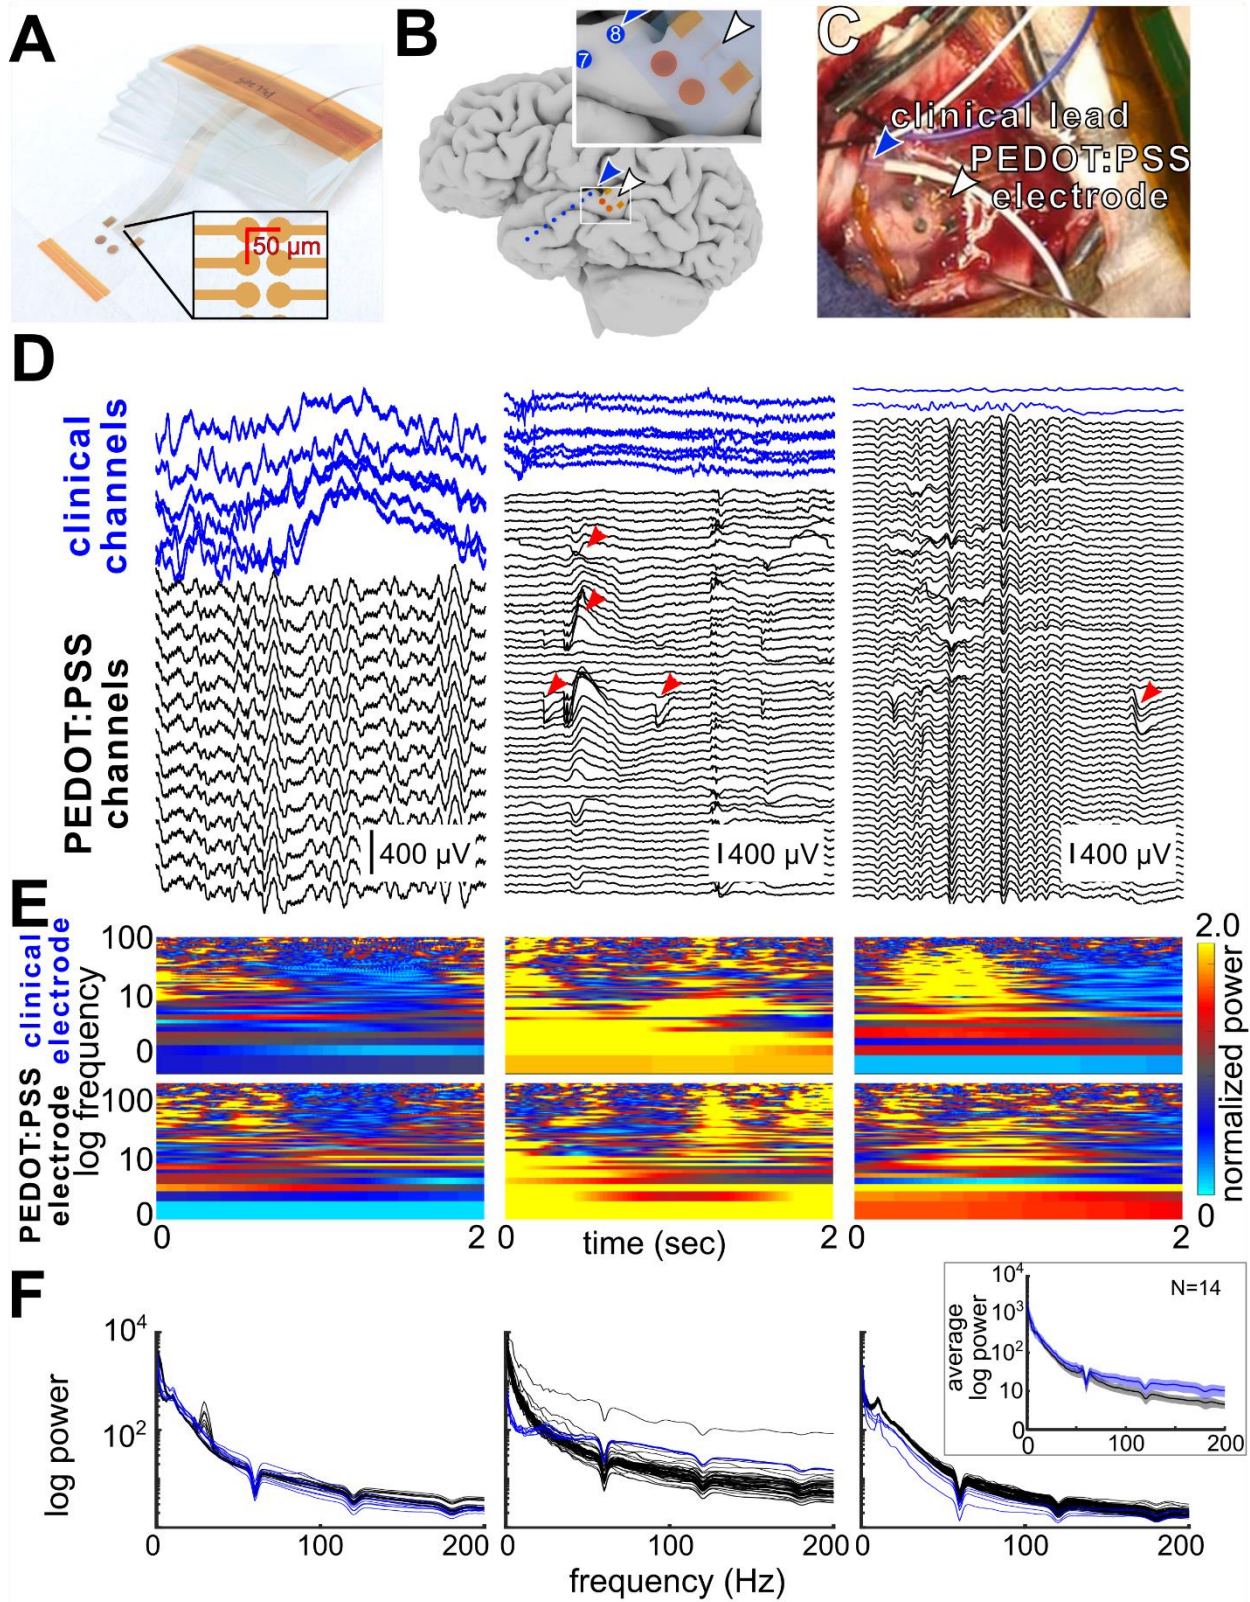 A
50 µm
B
7
8
C
clinical lead
PEDOT:PSS
electrode
D
clinical
channels
PEDOT:PSS
channels
400 µV
400 µV
400 µV
E
clinical
electrode
PEDOT:PSS
electrode
log frequency
100
10
0
100
10
0
0
2
0
2
0
2
time (sec)
2.0
0
normalized power
F
log power
10⁴
10²
0
100
200
0
100
200
0
100
200
frequency (Hz)
average
log power
N=14
10⁴
10³
10²
10
0
0
100
200